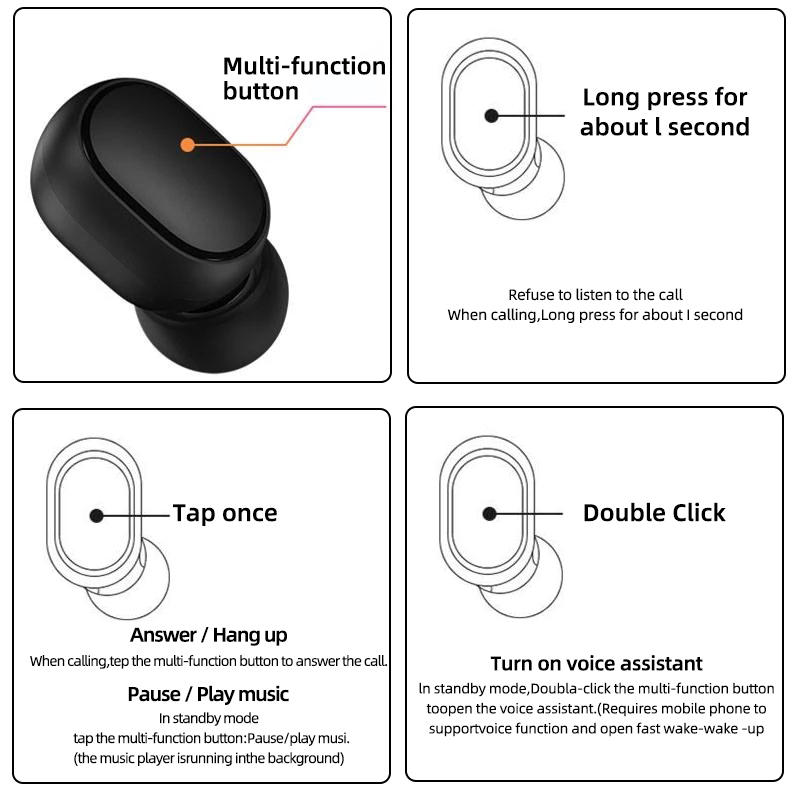 Multi-function
button
Long press for
about l second
Refuse to listen to the call
When calling,Long press for about I second
Tap once
Answer / Hang up
When calling,tep the multi-function button to answer the call.
Pause / Play music
In standby mode
tap the multi-function button:Pause/play musi.
(the music player isrunning inthe background)
Double Click
Turn on voice assistant
ln standby mode,Doubla-click the multi-function button
toopen the voice assistant.(Requires mobile phone to
supportvoice function and open fast wake-wake -up